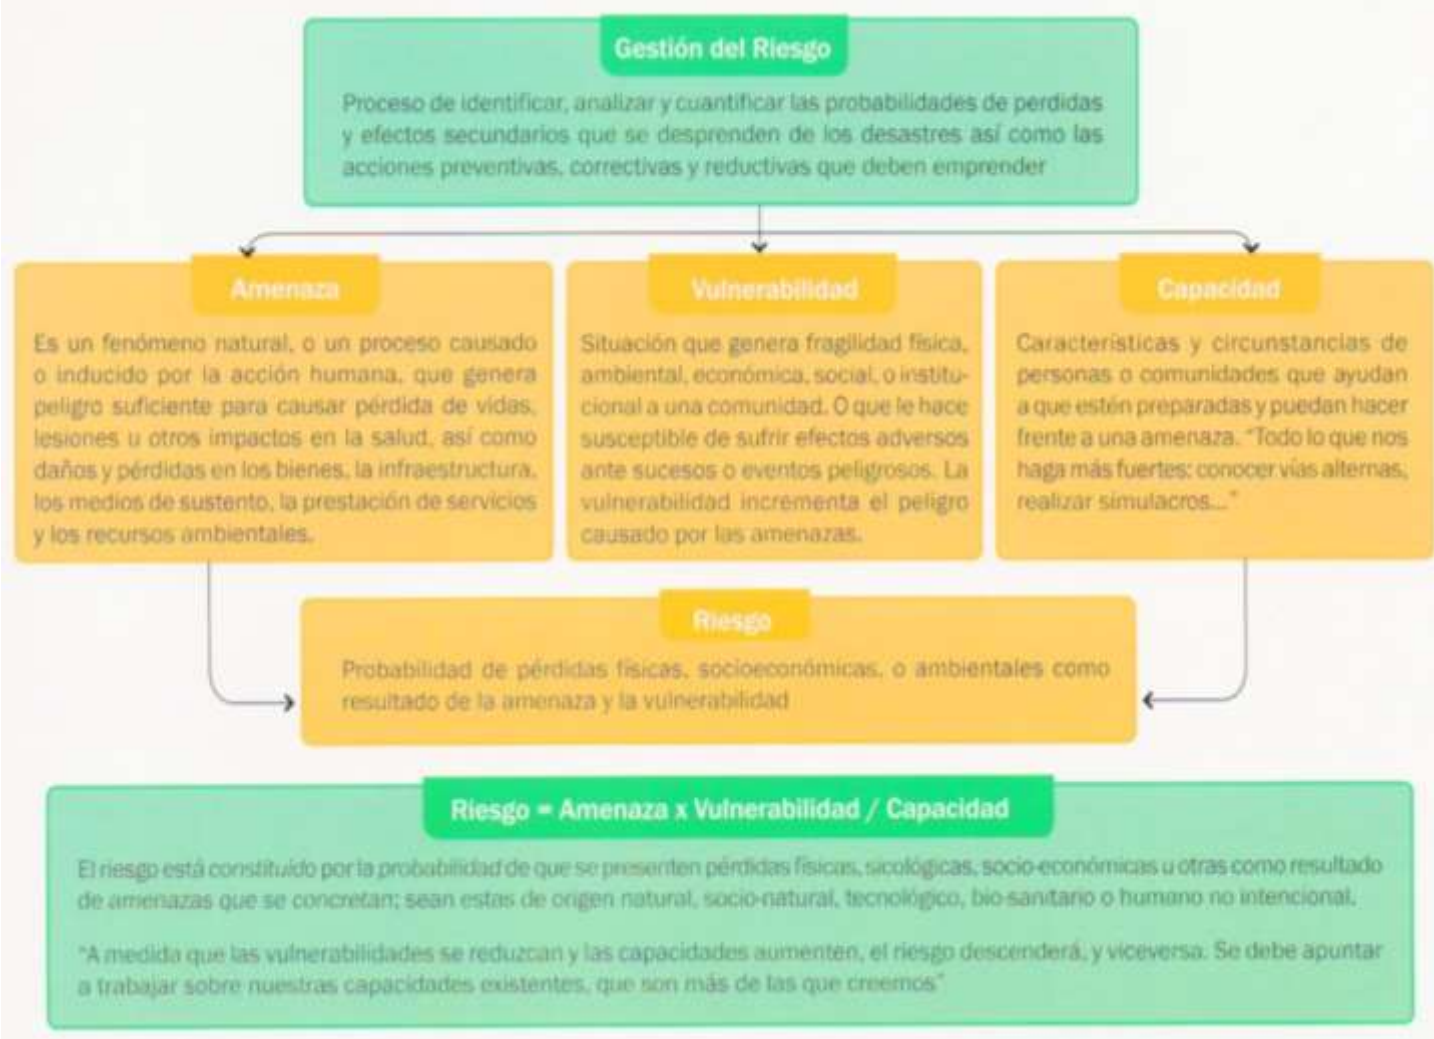 Gestión del Riesgo
Proceso de identificar, analizar y cuantificar las probabilidades de perdidas
y efectos secundarios que se desprenden de los desastres así como las
acciones preventivas, correctivas y reductivas que deben emprender
Amenaza
Es un fenómeno natural, o un proceso causado
o inducido por la acción humana, que genera
peligro suficiente para causar pérdida de vidas,
lesiones u otros impactos en la salud, así como
daños y pérdidas en los bienes, la infraestructura,
los medios de sustento, la prestación de servicios
y los recursos ambientales.
Vulnerabilidad
Situación que genera fragilidad física,
ambiental, económica, social, o institu-
cional a una comunidad. O que le hace
susceptible de sufrir efectos adversos
ante sucesos o eventos peligrosos. La
vulnerabilidad incrementa el peligro
causado por las amenazas.
Capacidad
Características y circunstancias de
personas o comunidades que ayudan
a que estén preparadas y puedan hacer
frente a una amenaza. "Todo lo que nos
haga más fuertes: conocer vías alternas,
realizar simulacros..."
Riesgo
Probabilidad de pérdidas físicas, socioeconómicas, o ambientales como
resultado de la amenaza y la vulnerabilidad
Riesgo = Amenaza x Vulnerabilidad / Capacidad
El riesgo está constituído por la probabilidad de que se presenten pérdidas físicas, sicológicas, socio-económicas u otras como resultado
de amenazas que se concretan; sean estas de origen natural, socio-natural, tecnológico, bio-sanitario o humano no intencional.
"A medida que las vulnerabilidades se reduzcan y las capacidades aumenten, el riesgo descenderá, y viceversa. Se debe apuntar
a trabajar sobre nuestras capacidades existentes, que son más de las que creemos"